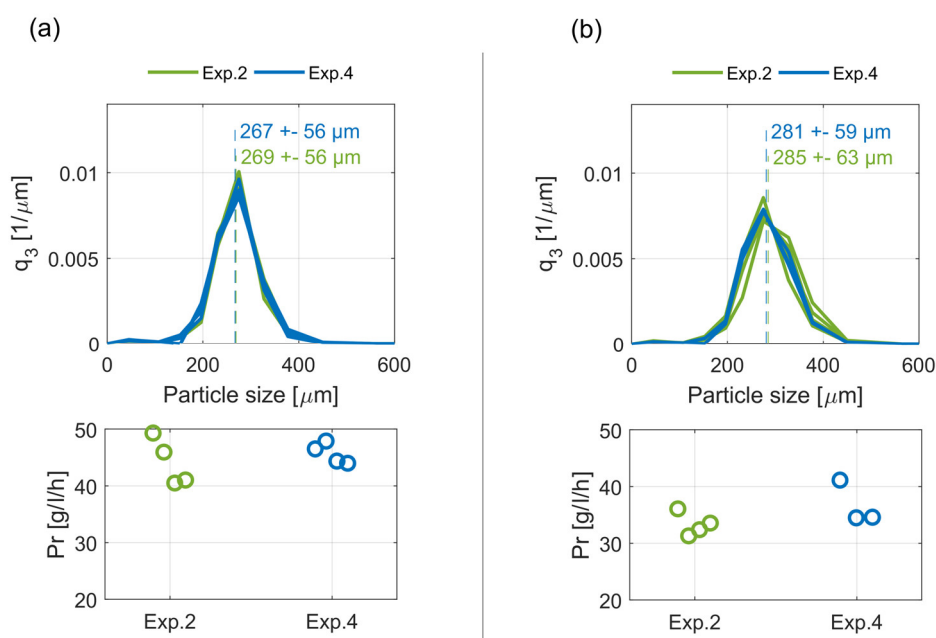 (a)
Exp.2 Exp.4
267 +- 56 µm
269 +- 56 µm
0.01
0.005
0
q3 [1/µm]
0 200 400 600
Particle size [µm]
50
40
30
20
Pr [g/l/h]
Exp.2 Exp.4
(b)
Exp.2 Exp.4
281 +- 59 µm
285 +- 63 µm
0.01
0.005
0
q3 [1/µm]
0 200 400 600
Particle size [µm]
50
40
30
20
Pr [g/l/h]
Exp.2 Exp.4